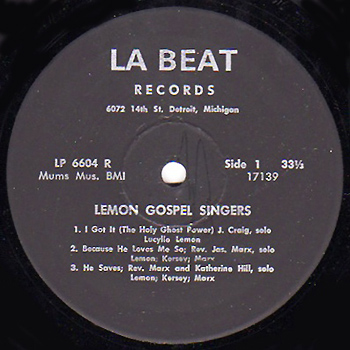 LA BEAT
RECORDS
6072 14th St. Detroit, Michigan
LP 6604 R
Mums Mus. BMI
Side 1 33⅓
17139
LEMON GOSPEL SINGERS
1. I Got It (The Holy Ghost Power) J. Craig, solo
Lucylle Lemon
2. Because He Loves Me So; Rev. Jas. Marx, solo
Lemon; Kersey; Marx
3. He Saves; Rev. Marx and Katherine Hill, solo
Lemon; Kersey; Marx